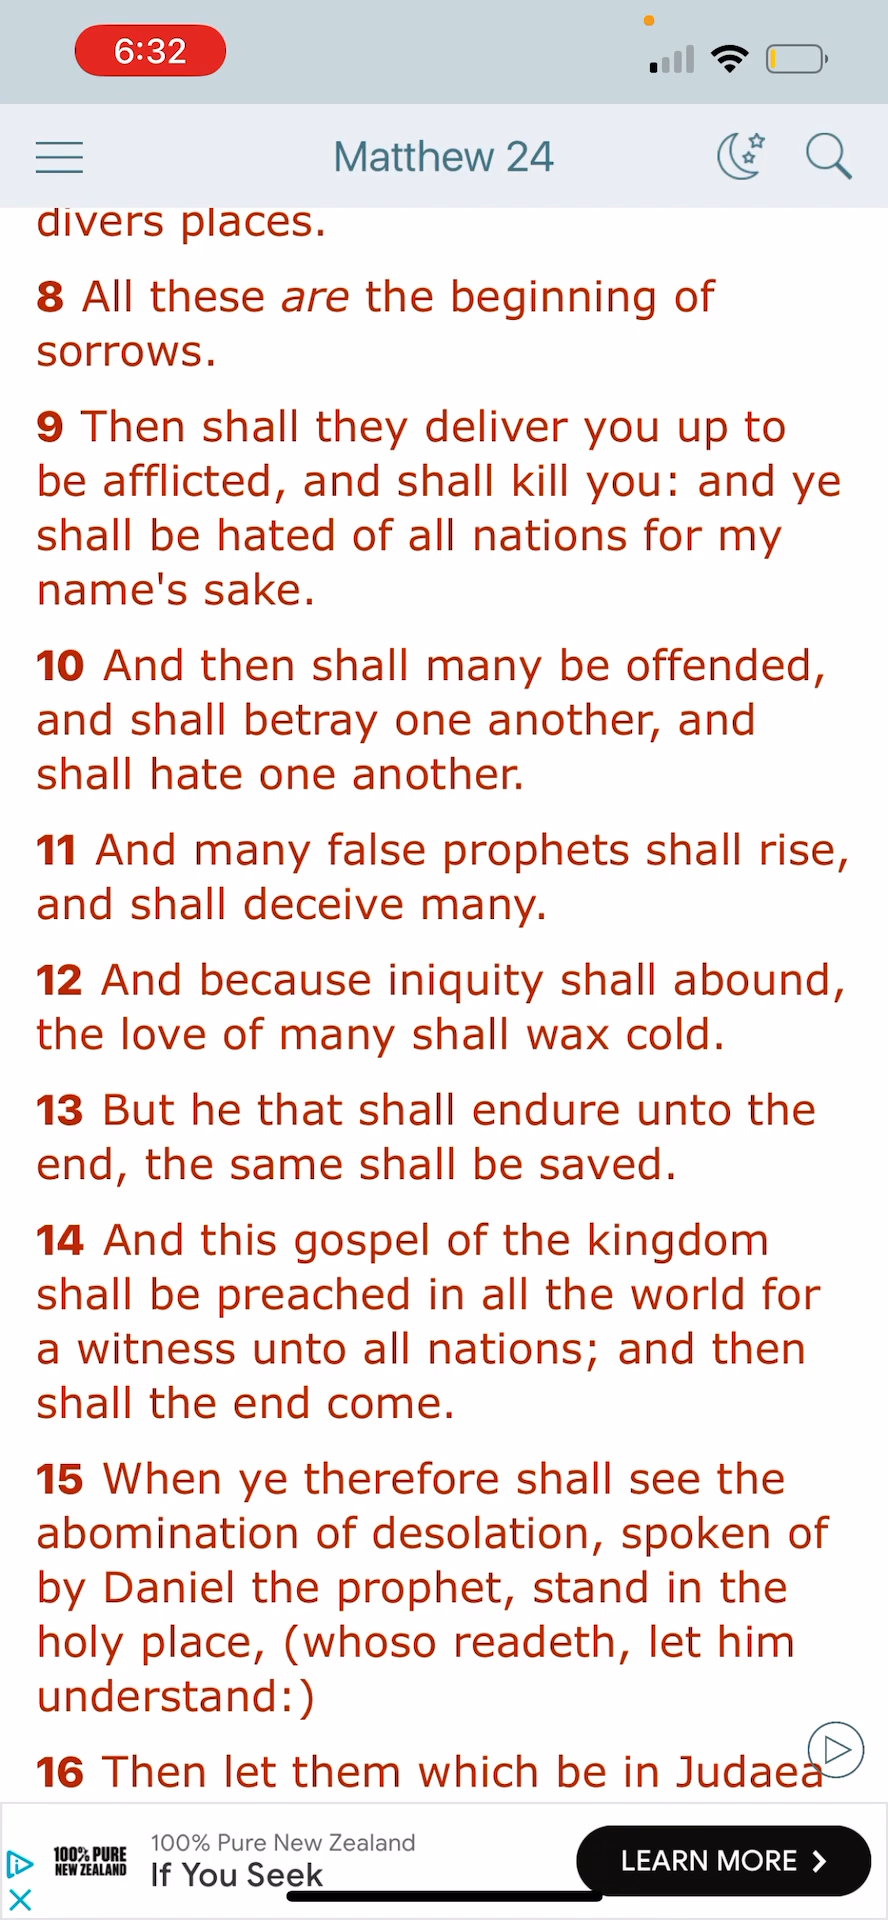 6:32
Matthew 24
divers places.
8 All these are the beginning of
sorrows.
9 Then shall they deliver you up to
be afflicted, and shall kill you: and ye
shall be hated of all nations for my
name's sake.
10 And then shall many be offended,
and shall betray one another, and
shall hate one another.
11 And many false prophets shall rise,
and shall deceive many.
12 And because iniquity shall abound,
the love of many shall wax cold.
13 But he that shall endure unto the
end, the same shall be saved.
14 And this gospel of the kingdom
shall be preached in all the world for
a witness unto all nations; and then
shall the end come.
15 When ye therefore shall see the
abomination of desolation, spoken of
by Daniel the prophet, stand in the
holy place, (whoso readeth, let him
understand:)
16 Then let them which be in Judaea
100% PURE
NEW ZEALAND
100% Pure New Zealand
If You Seek
LEARN MORE